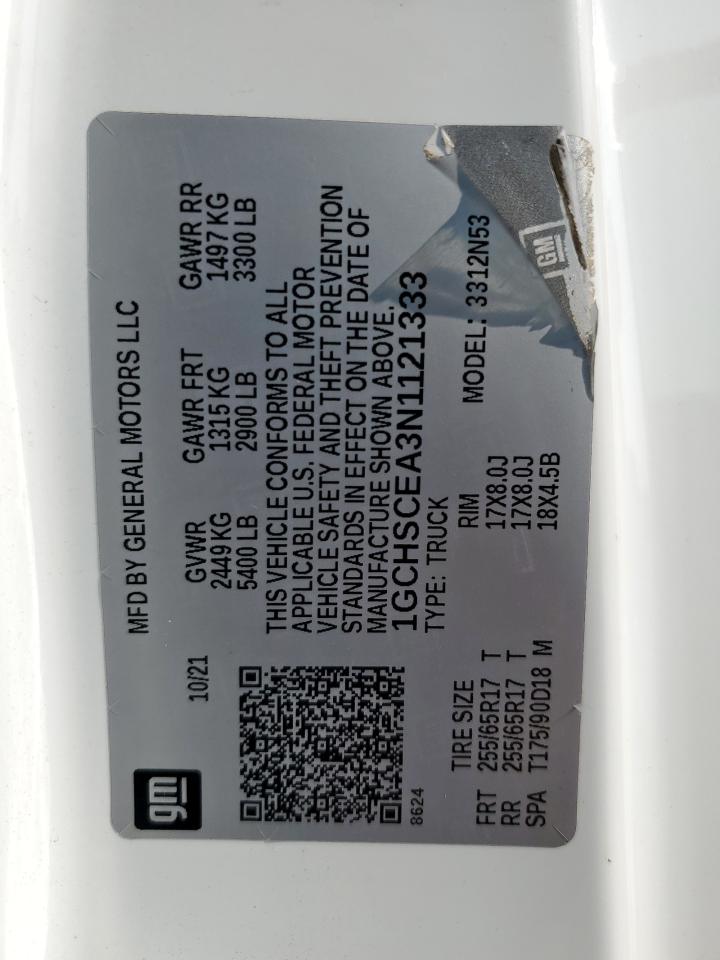 gm
MFD BY GENERAL MOTORS LLC
10/21
GVWR GAWR FRT GAWR RR
2449 KG 1315 KG 1497 KG
5400 LB 2900 LB 3300 LB
THIS VEHICLE CONFORMS TO ALL
APPLICABLE U.S. FEDERAL MOTOR
VEHICLE SAFETY AND THEFT PREVENTION
STANDARDS IN EFFECT ON THE DATE OF
MANUFACTURE SHOWN ABOVE.
1GCHSCEA3N1121333
8624
TYPE: TRUCK
MODEL: 3312N53
TIRE SIZE RIM
FRT 255/65R17 T 17X8.0J
RR 255/65R17 T 17X8.0J
SPA T175/90D18 M 18X4.5B
GM